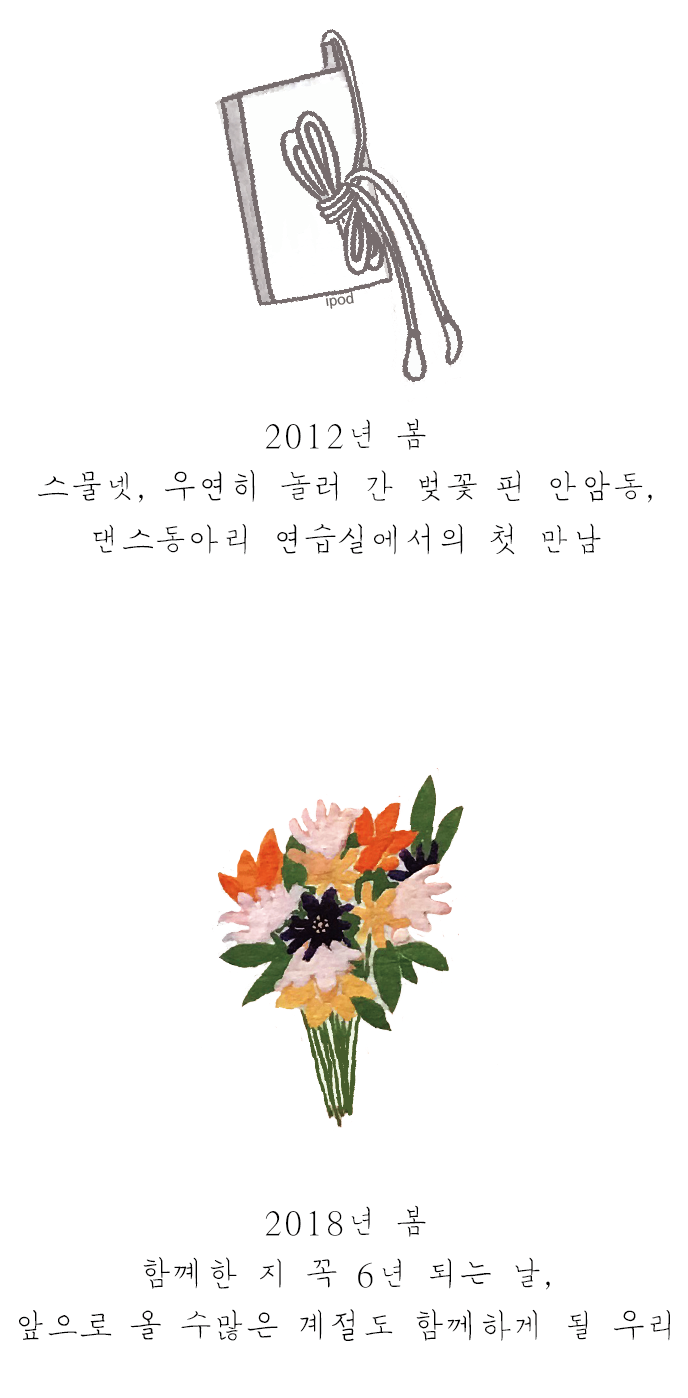 ipod
2012년 봄
스물넷, 우연히 놀러 간 벚꽃 핀 안암동,
댄스동아리 연습실에서의 첫 만남
2018년 봄
함꼐한 지 꼭 6년 되는 날,
앞으로 올 수많은 계절도 함께하게 될 우리